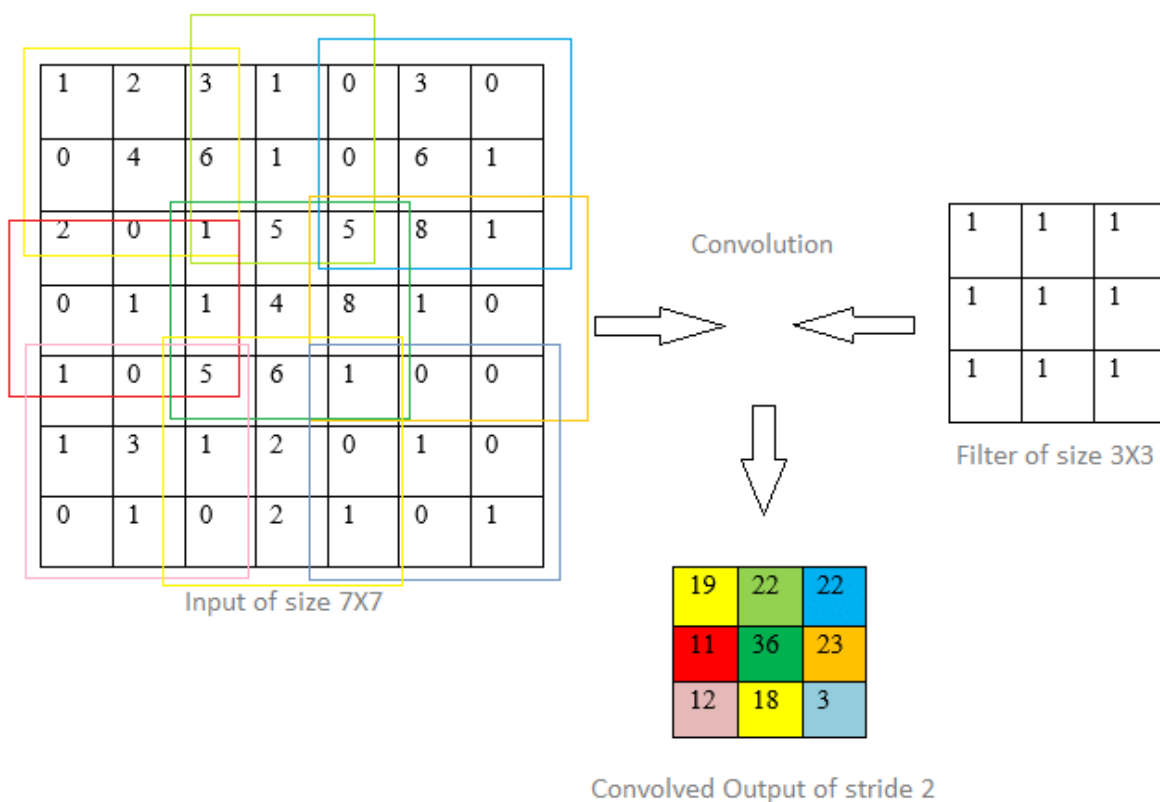 1 2 3 1 0 3 0
0 4 6 1 0 6 1
2 0 1 5 5 8 1
0 1 1 4 8 1 0
1 0 5 6 1 0 0
1 3 1 2 0 1 0
0 1 0 2 1 0 1
Input of size 7X7
Convolution
1 1 1
1 1 1
1 1 1
Filter of size 3X3
19 22 22
11 36 23
12 18 3
Convolved Output of stride 2